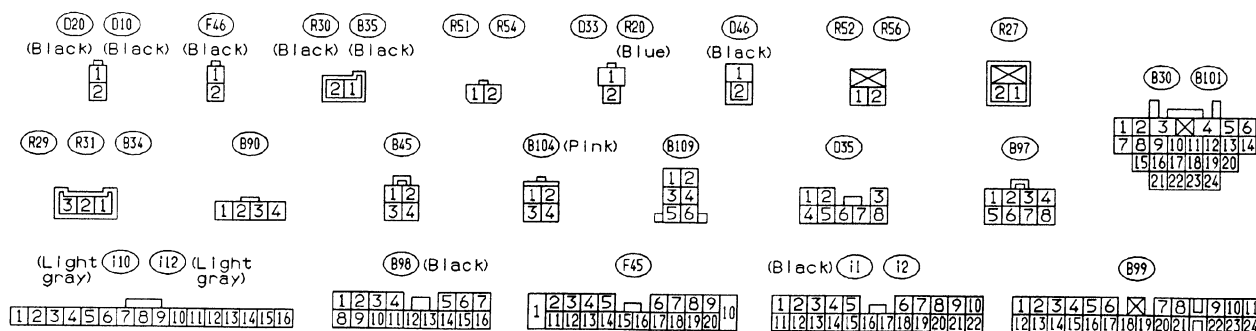 D20 D10 F46 R30 B35 R51 R54 D33 R20 D46 R52 R56 R27
(Black) (Black) (Black) (Black) (Black) (Blue) (Black)
B30 B101
1 1 2 1 1 2 1 1 2 2 1
2 2 2 2 1 2
1 2 3 4 5 6
7 8 9 10 11 12 13 14
15 16 17 18 19 20
21 22 23 24
R29 R31 B34 B90 B45 B104 (Pink) B109 D35 B97
3 2 1
1 2 3 4
1 2
3 4
1 2
3 4
1 2
3 4
5 6
1 2 3
4 5 6 7 8
1 2 3 4
5 6 7 8
(Light gray) i10 i12 (Light gray)
1 2 3 4 5 6 7 8 9 10 11 12 13 14 15 16
B98 (Black)
1 2 3 4 5 6 7
8 9 10 11 12 13 14 15 16
F45
1 2 3 4 5 6 7 8 9 10
11 12 13 14 15 16 17 18 19 20
(Black) i1 i2
1 2 3 4 5 6 7 8 9 10
11 12 13 14 15 16 17 18 19 20 21 22
B99
1 2 3 4 5 6 7 8 9 10 11
12 13 14 15 16 17 18 19 20 21 22 23